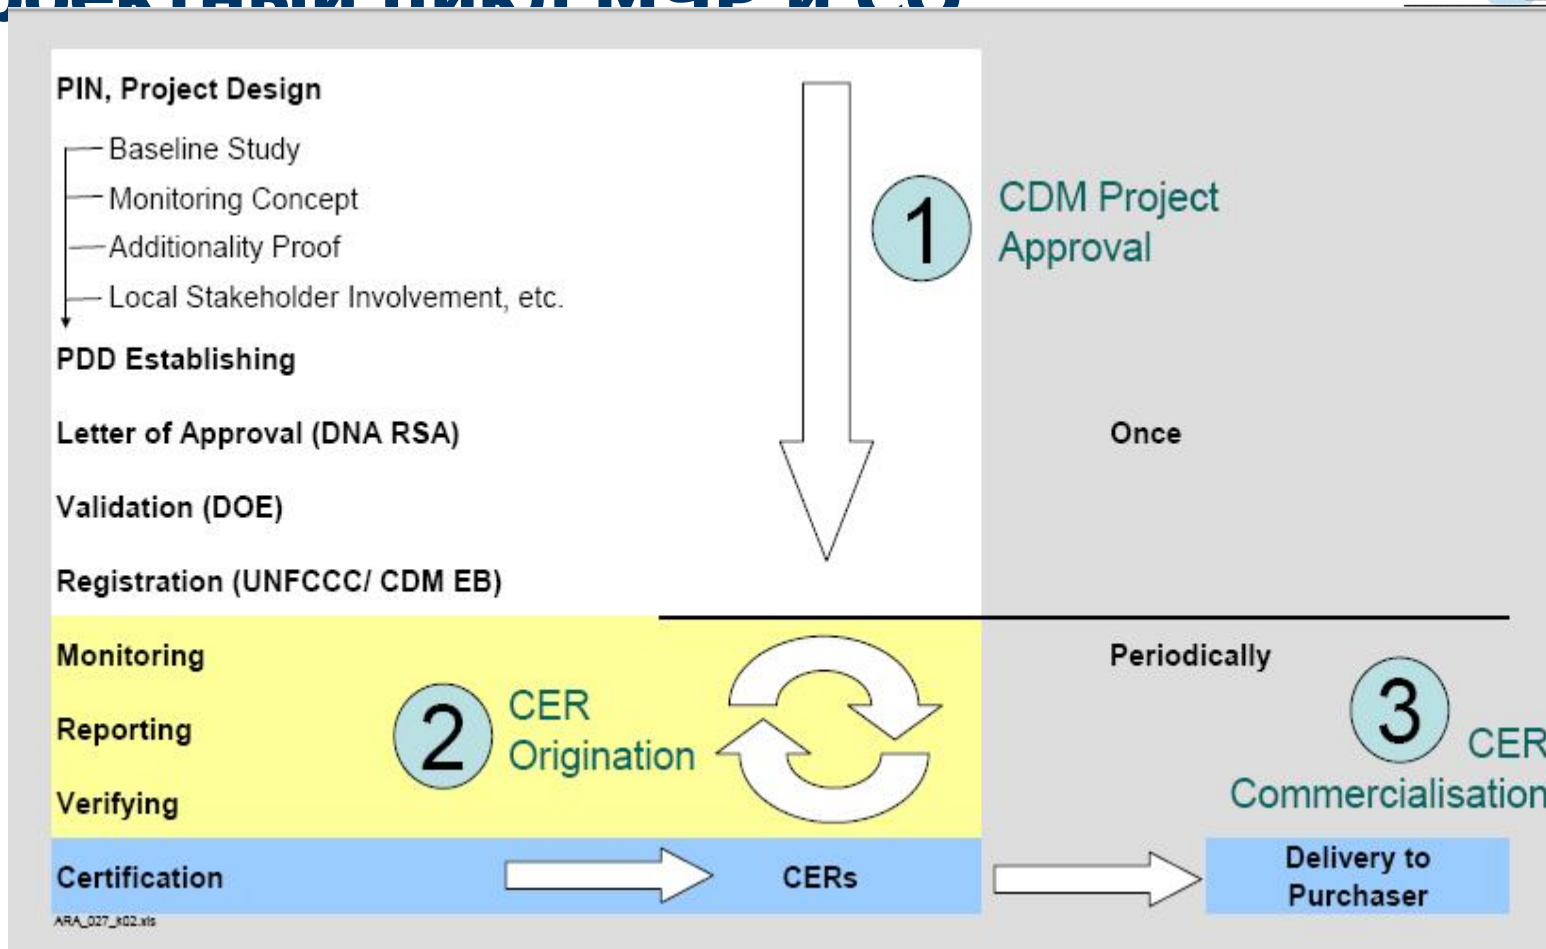 PIN, Project Design
Baseline Study
Monitoring Concept
Additionality Proof
Local Stakeholder Involvement, etc.
PDD Establishing
Letter of Approval (DNA RSA)
Validation (DOE)
Registration (UNFCCC/ CDM EB)
1
CDM Project
Approval
Once
Monitoring
Reporting
Verifying
2
CER
Origination
Periodically
3
CER
Commercialisation
Certification
CERs
Delivery to
Purchaser
ARA_027_k02.xls